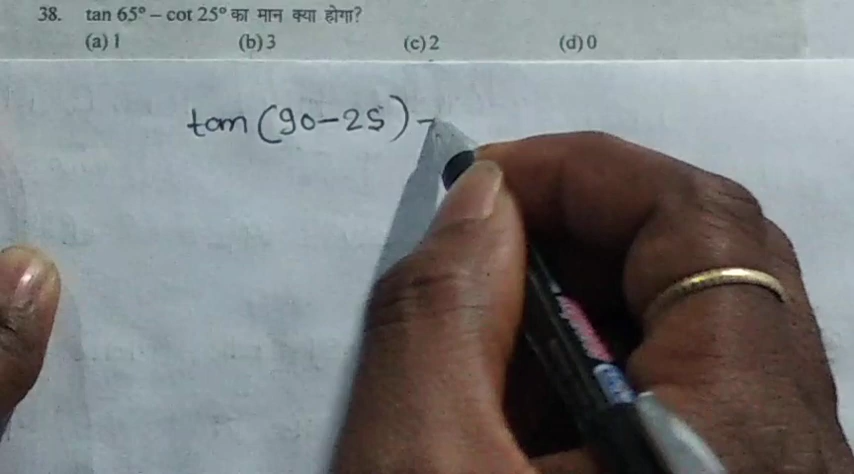 38. tan 65° – cot 25° का मान क्या होगा?
(a) 1 (b) 3 (c) 2 (d) 0
tan (90-25) -